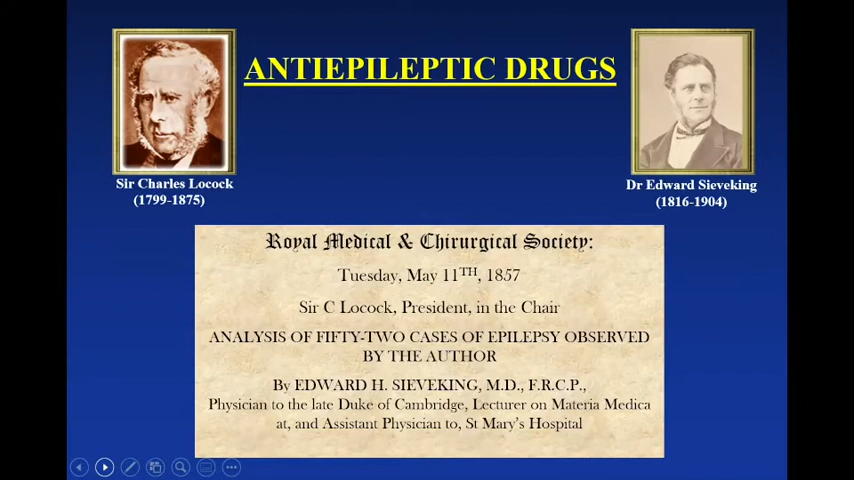 ANTIEPILEPTIC DRUGS
Sir Charles Locock
(1799-1875)
Dr Edward Sieveking
(1816-1904)
Royal Medical & Chirurgical Society:
Tuesday, May 11TH, 1857
Sir C Locock, President, in the Chair
ANALYSIS OF FIFTY-TWO CASES OF EPILEPSY OBSERVED
BY THE AUTHOR
By EDWARD H. SIEVEKING, M.D., F.R.C.P.,
Physician to the late Duke of Cambridge, Lecturer on Materia Medica
at, and Assistant Physician to, St Mary's Hospital